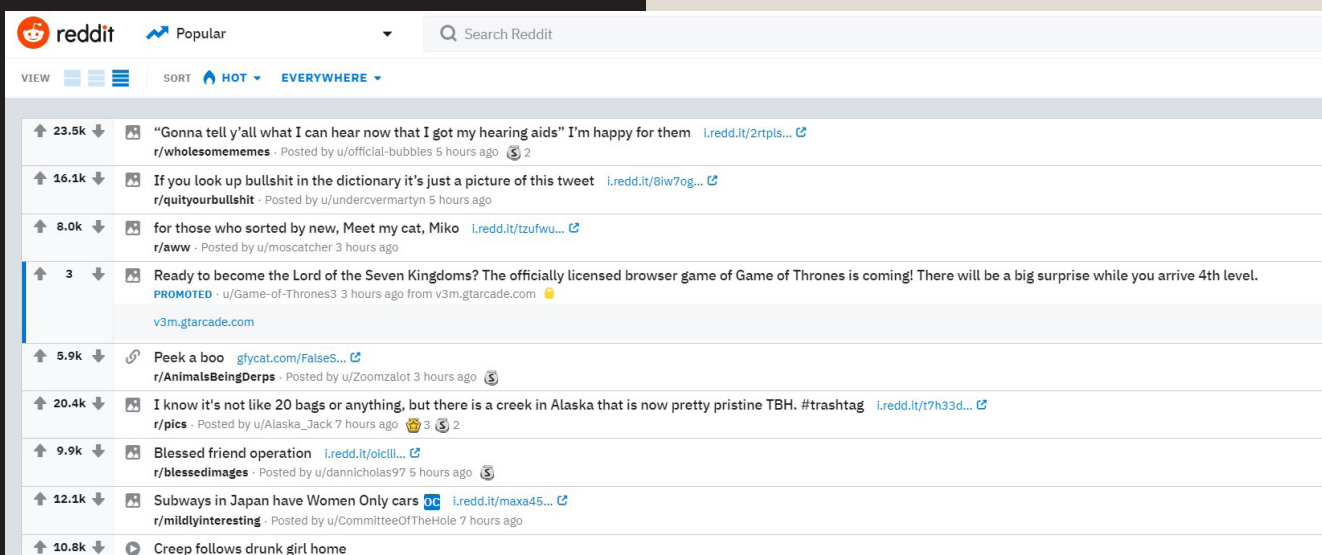 reddit Popular Search Reddit
VIEW SORT HOT EVERYWHERE
23.5k “Gonna tell y’all what I can hear now that I got my hearing aids” I’m happy for them i.redd.it/2rtpls...
r/wholesomememes · Posted by u/official-bubbles 5 hours ago S 2
16.1k If you look up bullshit in the dictionary it’s just a picture of this tweet i.redd.it/8iw7og...
r/quityourbullshit · Posted by u/undercvermartyn 5 hours ago
8.0k for those who sorted by new, Meet my cat, Miko i.redd.it/tzufwu...
r/aww · Posted by u/moscatcher 3 hours ago
3 Ready to become the Lord of the Seven Kingdoms? The officially licensed browser game of Game of Thrones is coming! There will be a big surprise while you arrive 4th level.
PROMOTED · u/Game-of-Thrones3 3 hours ago from v3m.gtarcade.com
v3m.gtarcade.com
5.9k Peek a boo gfycat.com/FalseS...
r/AnimalsBeingDerps · Posted by u/Zoomzalot 3 hours ago S
20.4k I know it's not like 20 bags or anything, but there is a creek in Alaska that is now pretty pristine TBH. #trashtag i.redd.it/t7h33d...
r/pics · Posted by u/Alaska_Jack 7 hours ago 3 S 2
9.9k Blessed friend operation i.redd.it/oiclli...
r/blessedimages · Posted by u/dannicholas97 5 hours ago S
12.1k Subways in Japan have Women Only cars OC i.redd.it/maxa45...
r/mildlyinteresting · Posted by u/CommitteeOfTheHole 7 hours ago
10.8k Creep follows drunk girl home